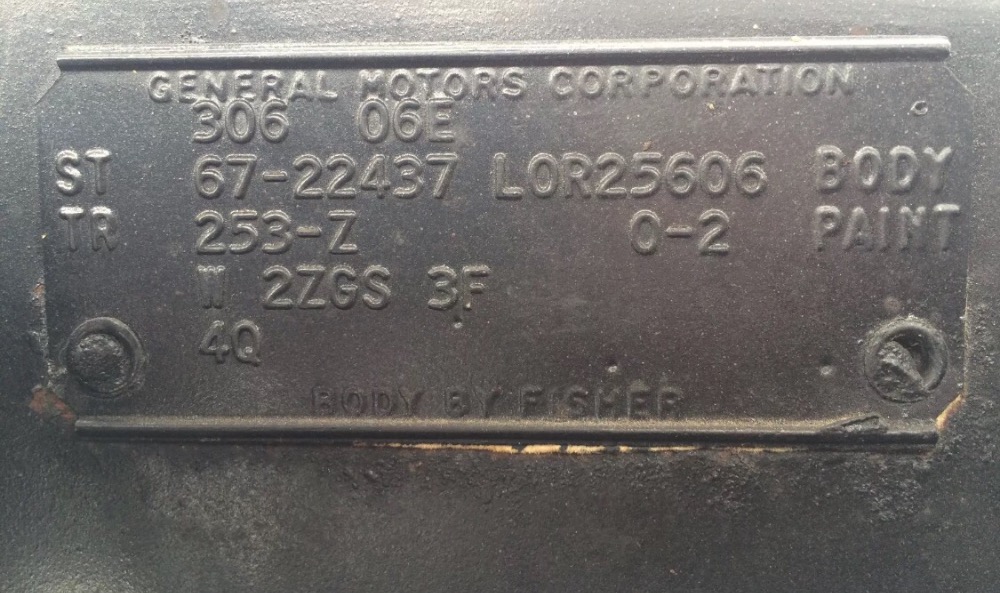 GENERAL MOTORS CORPORATION
306 06E
ST 67-22437 LOR25606 BODY
TR 253-Z O-2 PAINT
W 2ZGS 3F
4Q
BODY BY FISHER